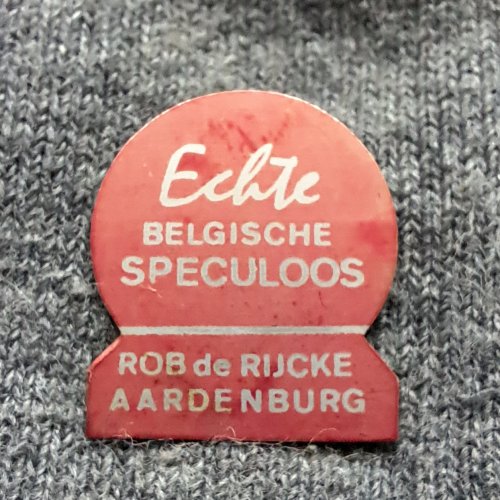 Echte
BELGISCHE
SPECULOOS
ROB de RIJCKE
AARDENBURG